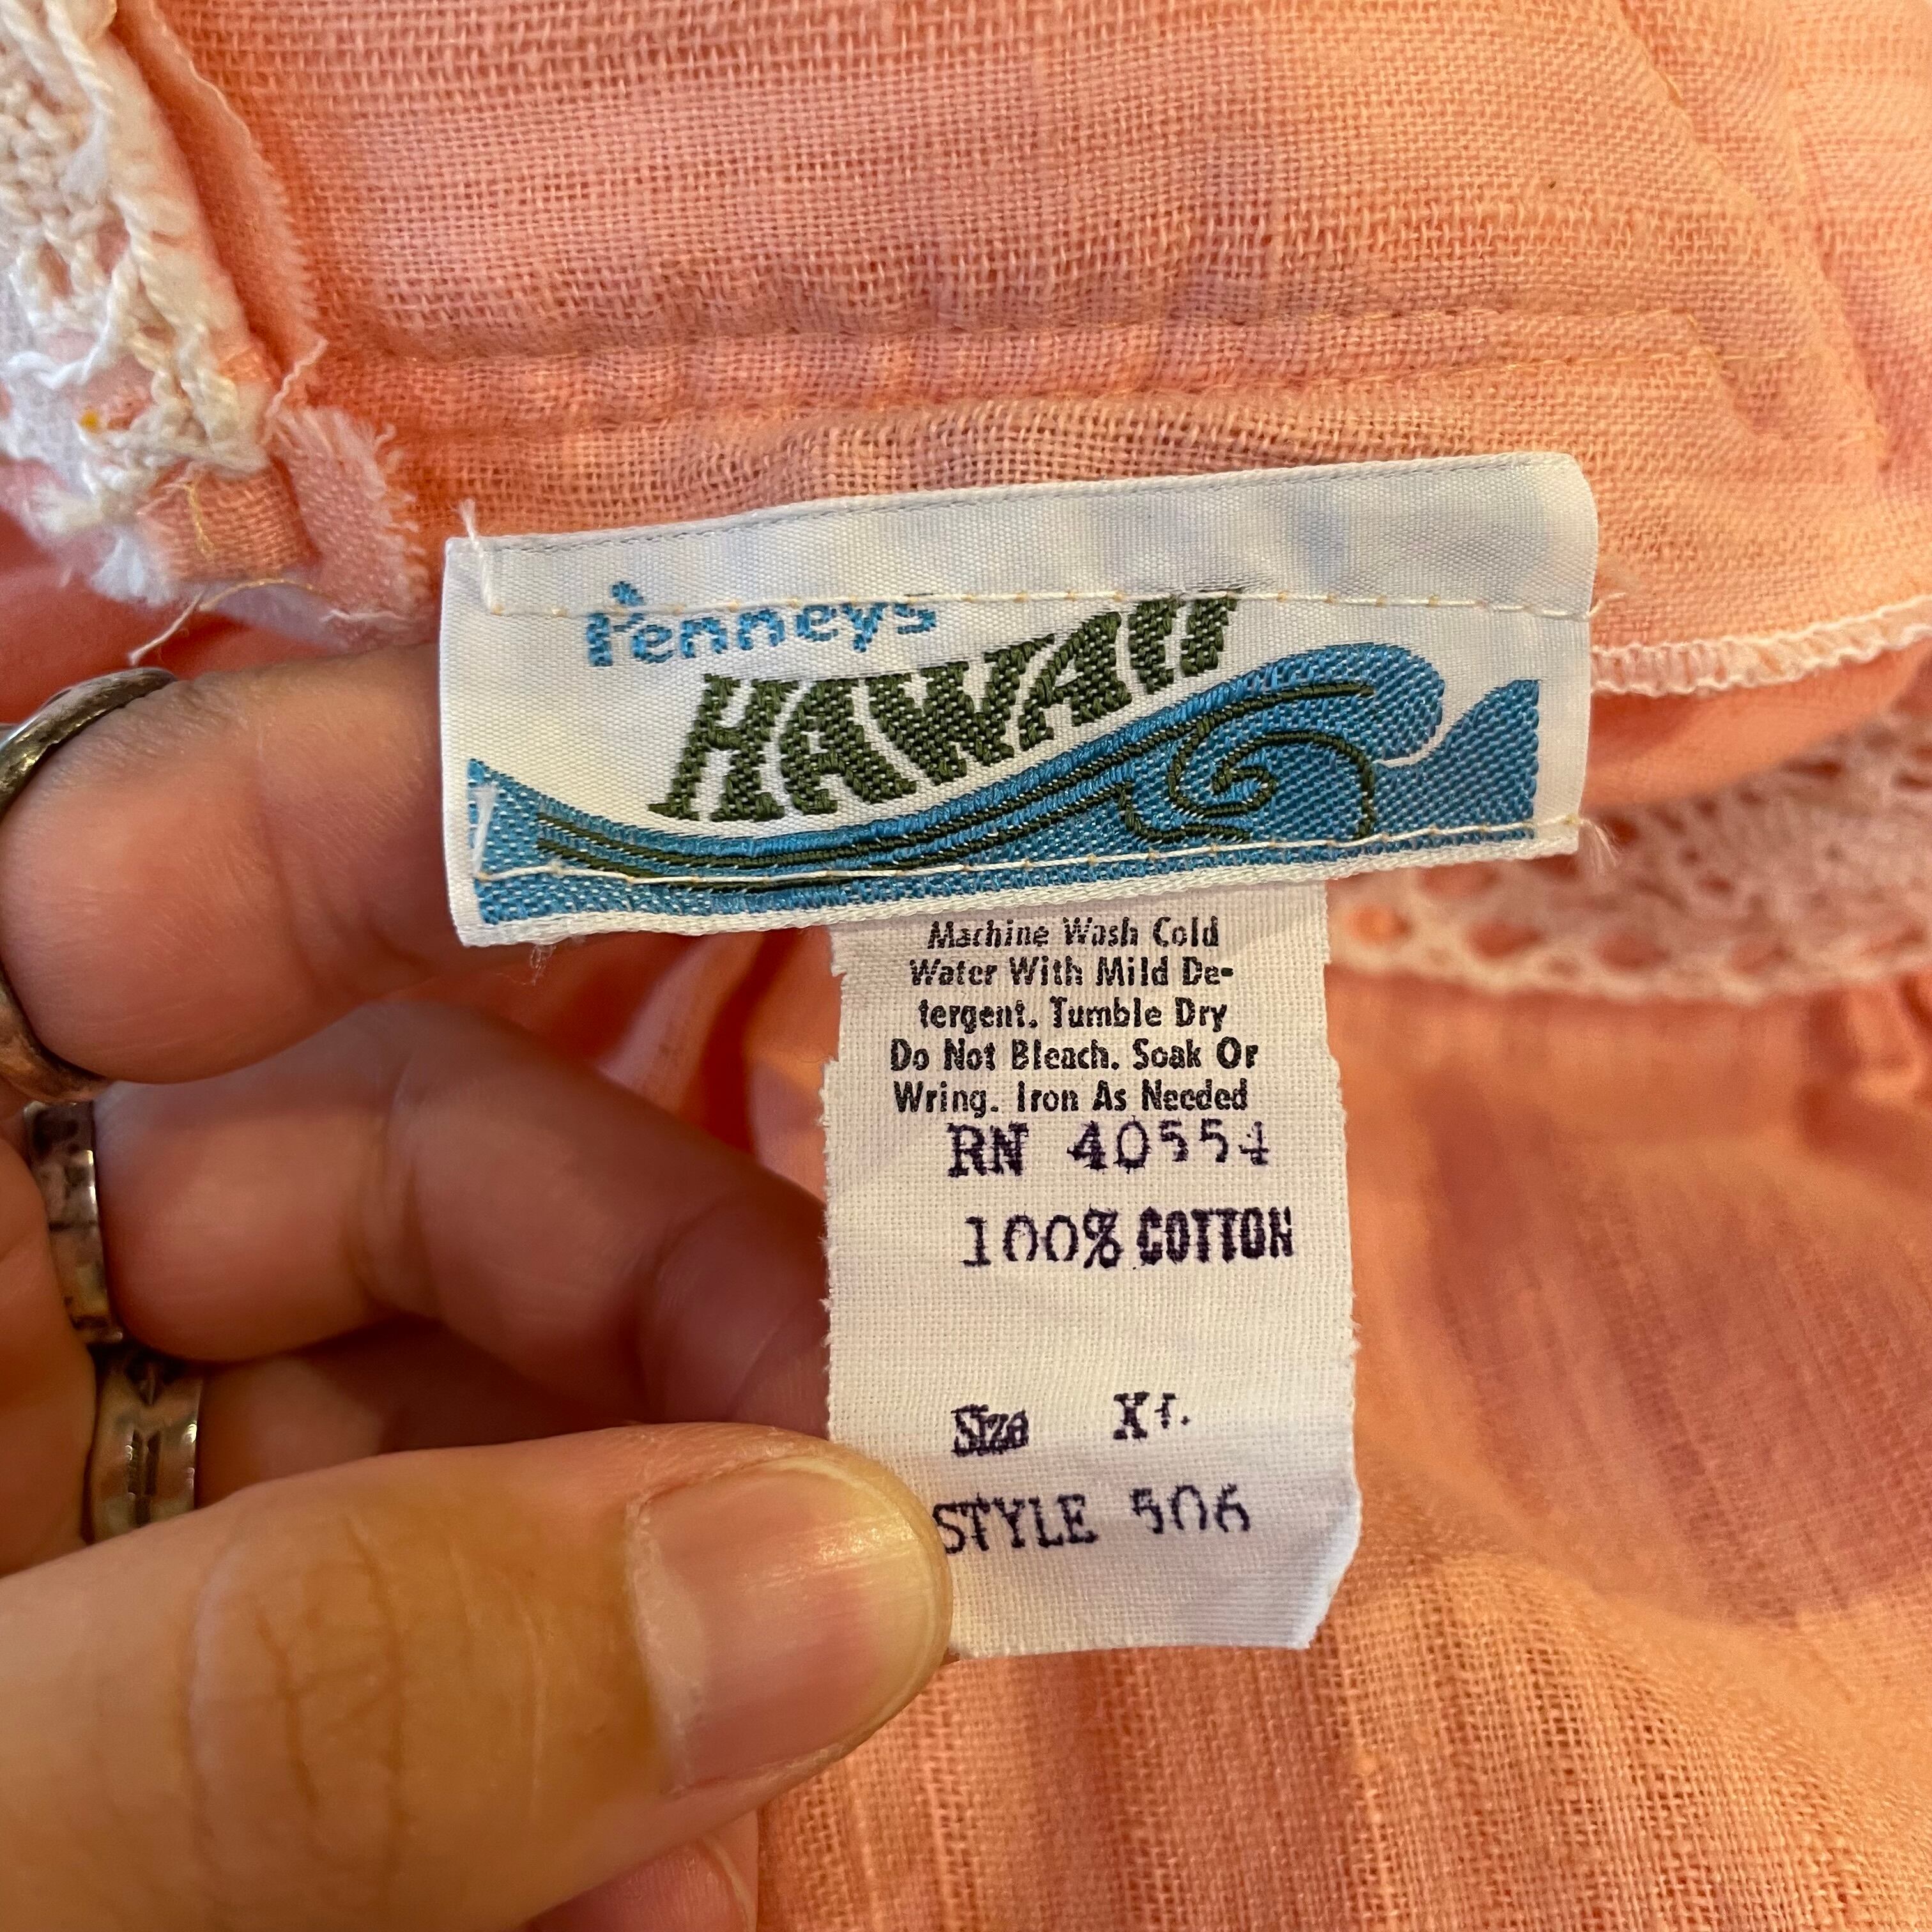 Penneys
HAWAII
Machine Wash Cold
Water With Mild De-
tergent. Tumble Dry
Do Not Bleach. Soak Or
Wring. Iron As Needed
RN 40554
100% COTTON
Size XL
STYLE 506